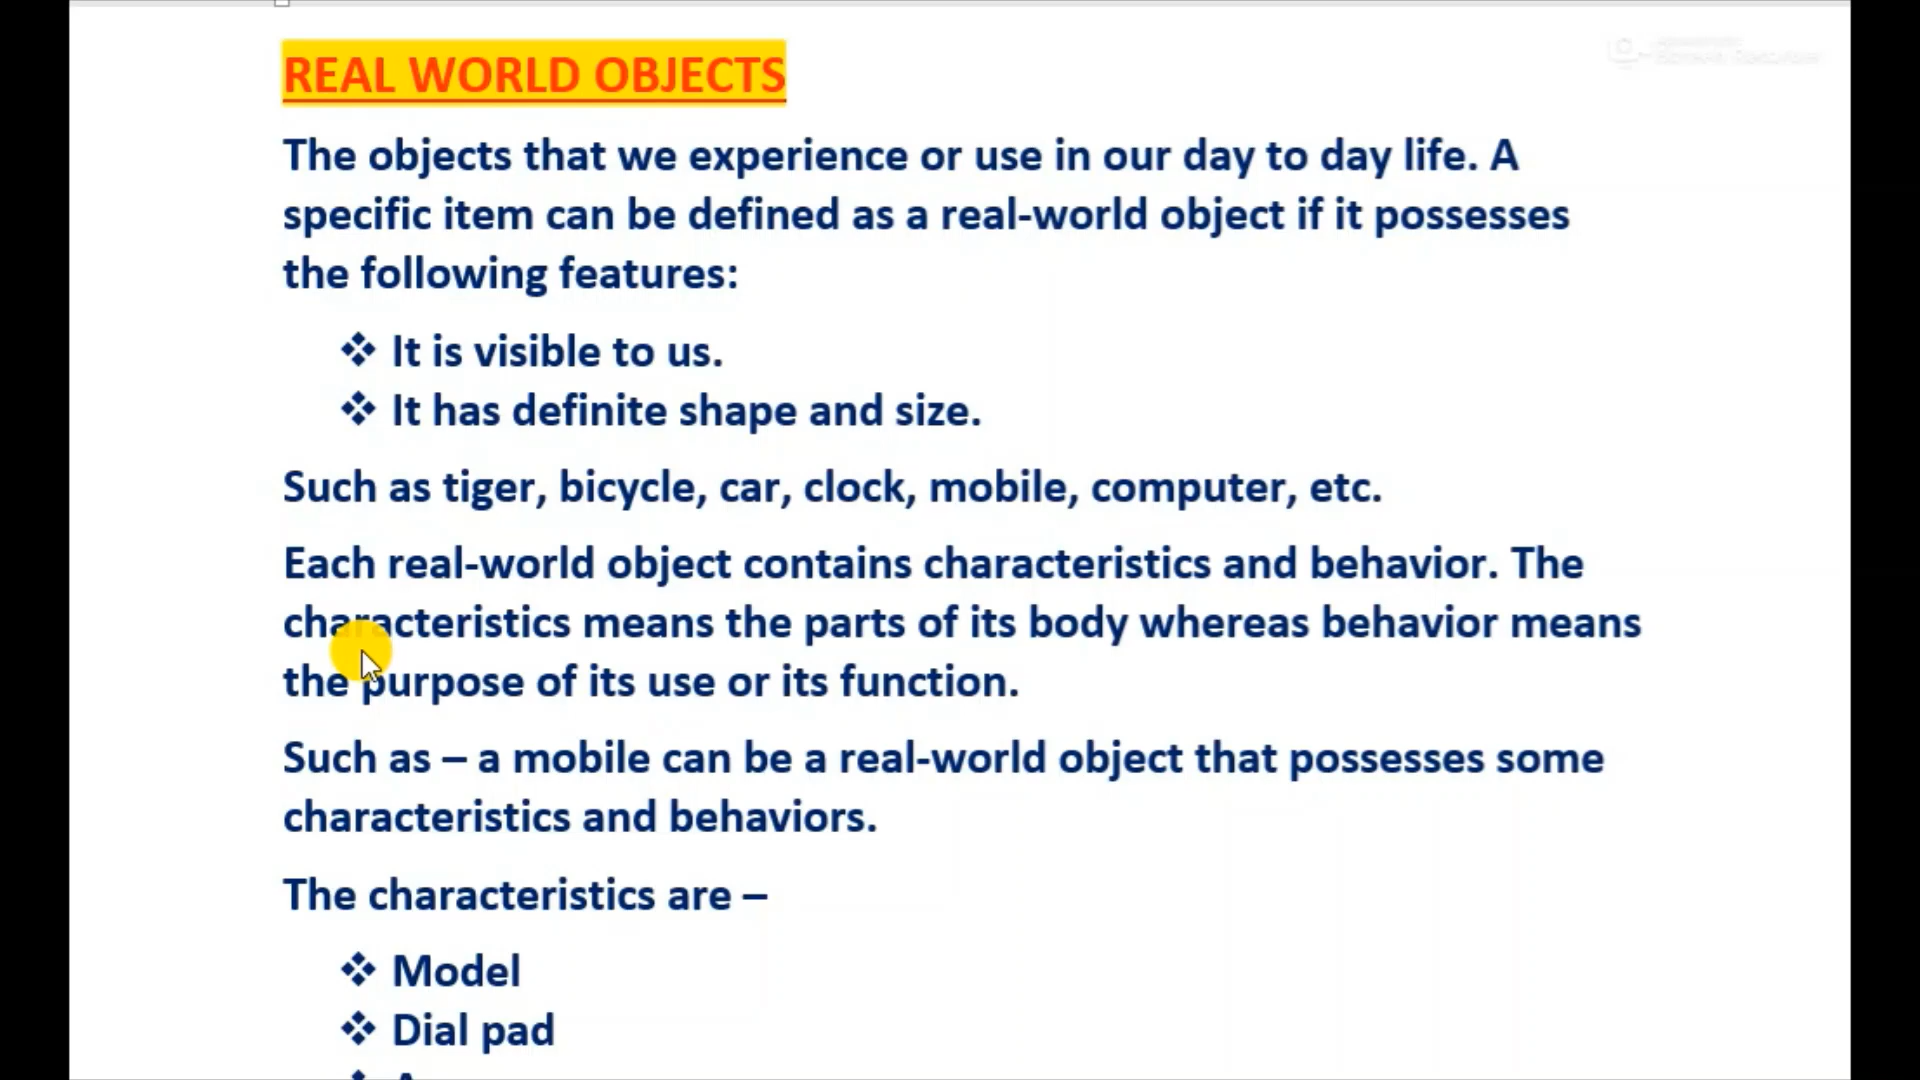 REAL WORLD OBJECTS
The objects that we experience or use in our day to day life. A
specific item can be defined as a real-world object if it possesses
the following features:
❖ It is visible to us.
❖ It has definite shape and size.
Such as tiger, bicycle, car, clock, mobile, computer, etc.
Each real-world object contains characteristics and behavior. The
characteristics means the parts of its body whereas behavior means
the purpose of its use or its function.
Such as – a mobile can be a real-world object that possesses some
characteristics and behaviors.
The characteristics are –
❖ Model
❖ Dial pad